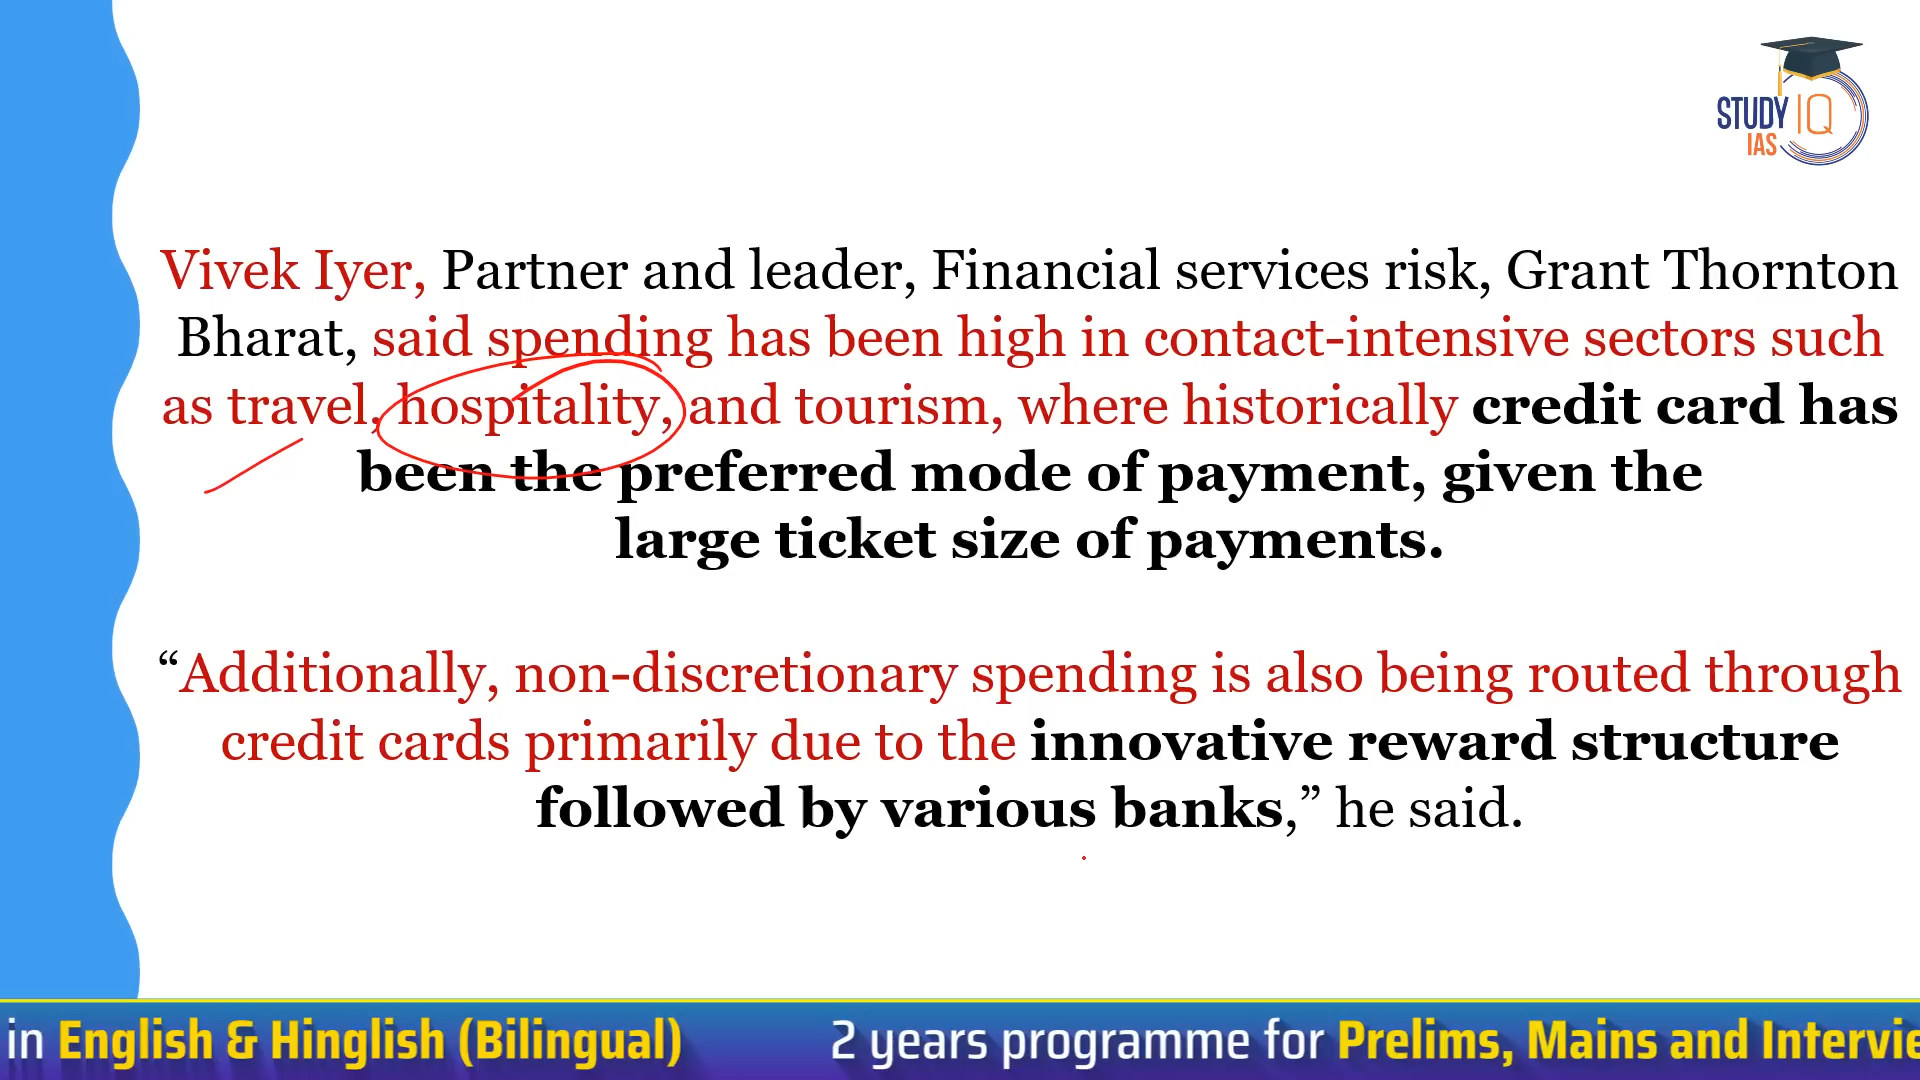 STUDY IQ
IAS
Vivek Iyer, Partner and leader, Financial services risk, Grant Thornton
Bharat, said spending has been high in contact-intensive sectors such
as travel, hospitality, and tourism, where historically credit card has
been the preferred mode of payment, given the
large ticket size of payments.
“Additionally, non-discretionary spending is also being routed through
credit cards primarily due to the innovative reward structure
followed by various banks,” he said.
in English & Hinglish (Bilingual) 2 years programme for Prelims, Mains and Intervie